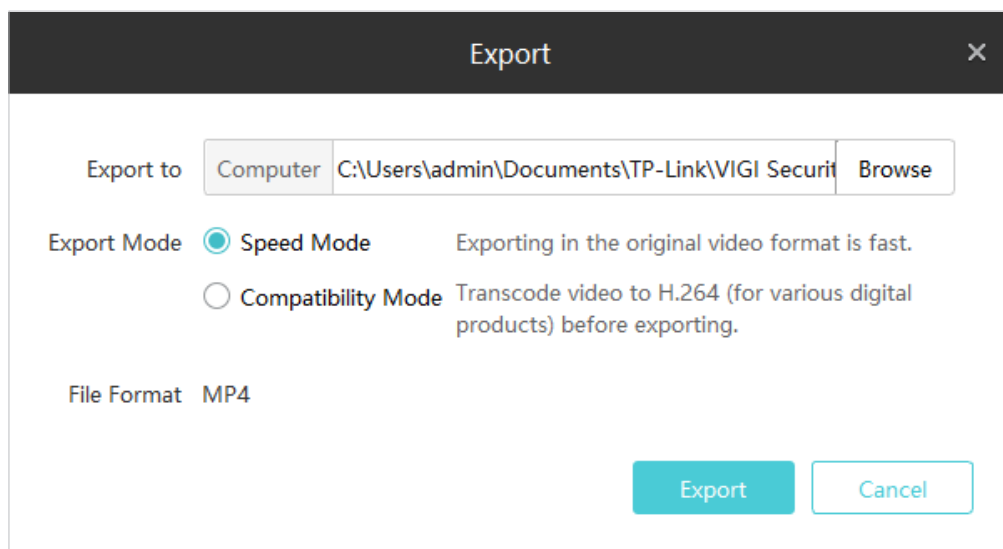 Export
Export to Computer C:\Users\admin\Documents\TP-Link\VIGI Securit Browse
Export Mode Speed Mode Exporting in the original video format is fast.
Compatibility Mode Transcode video to H.264 (for various digital
products) before exporting.
File Format MP4
Export Cancel